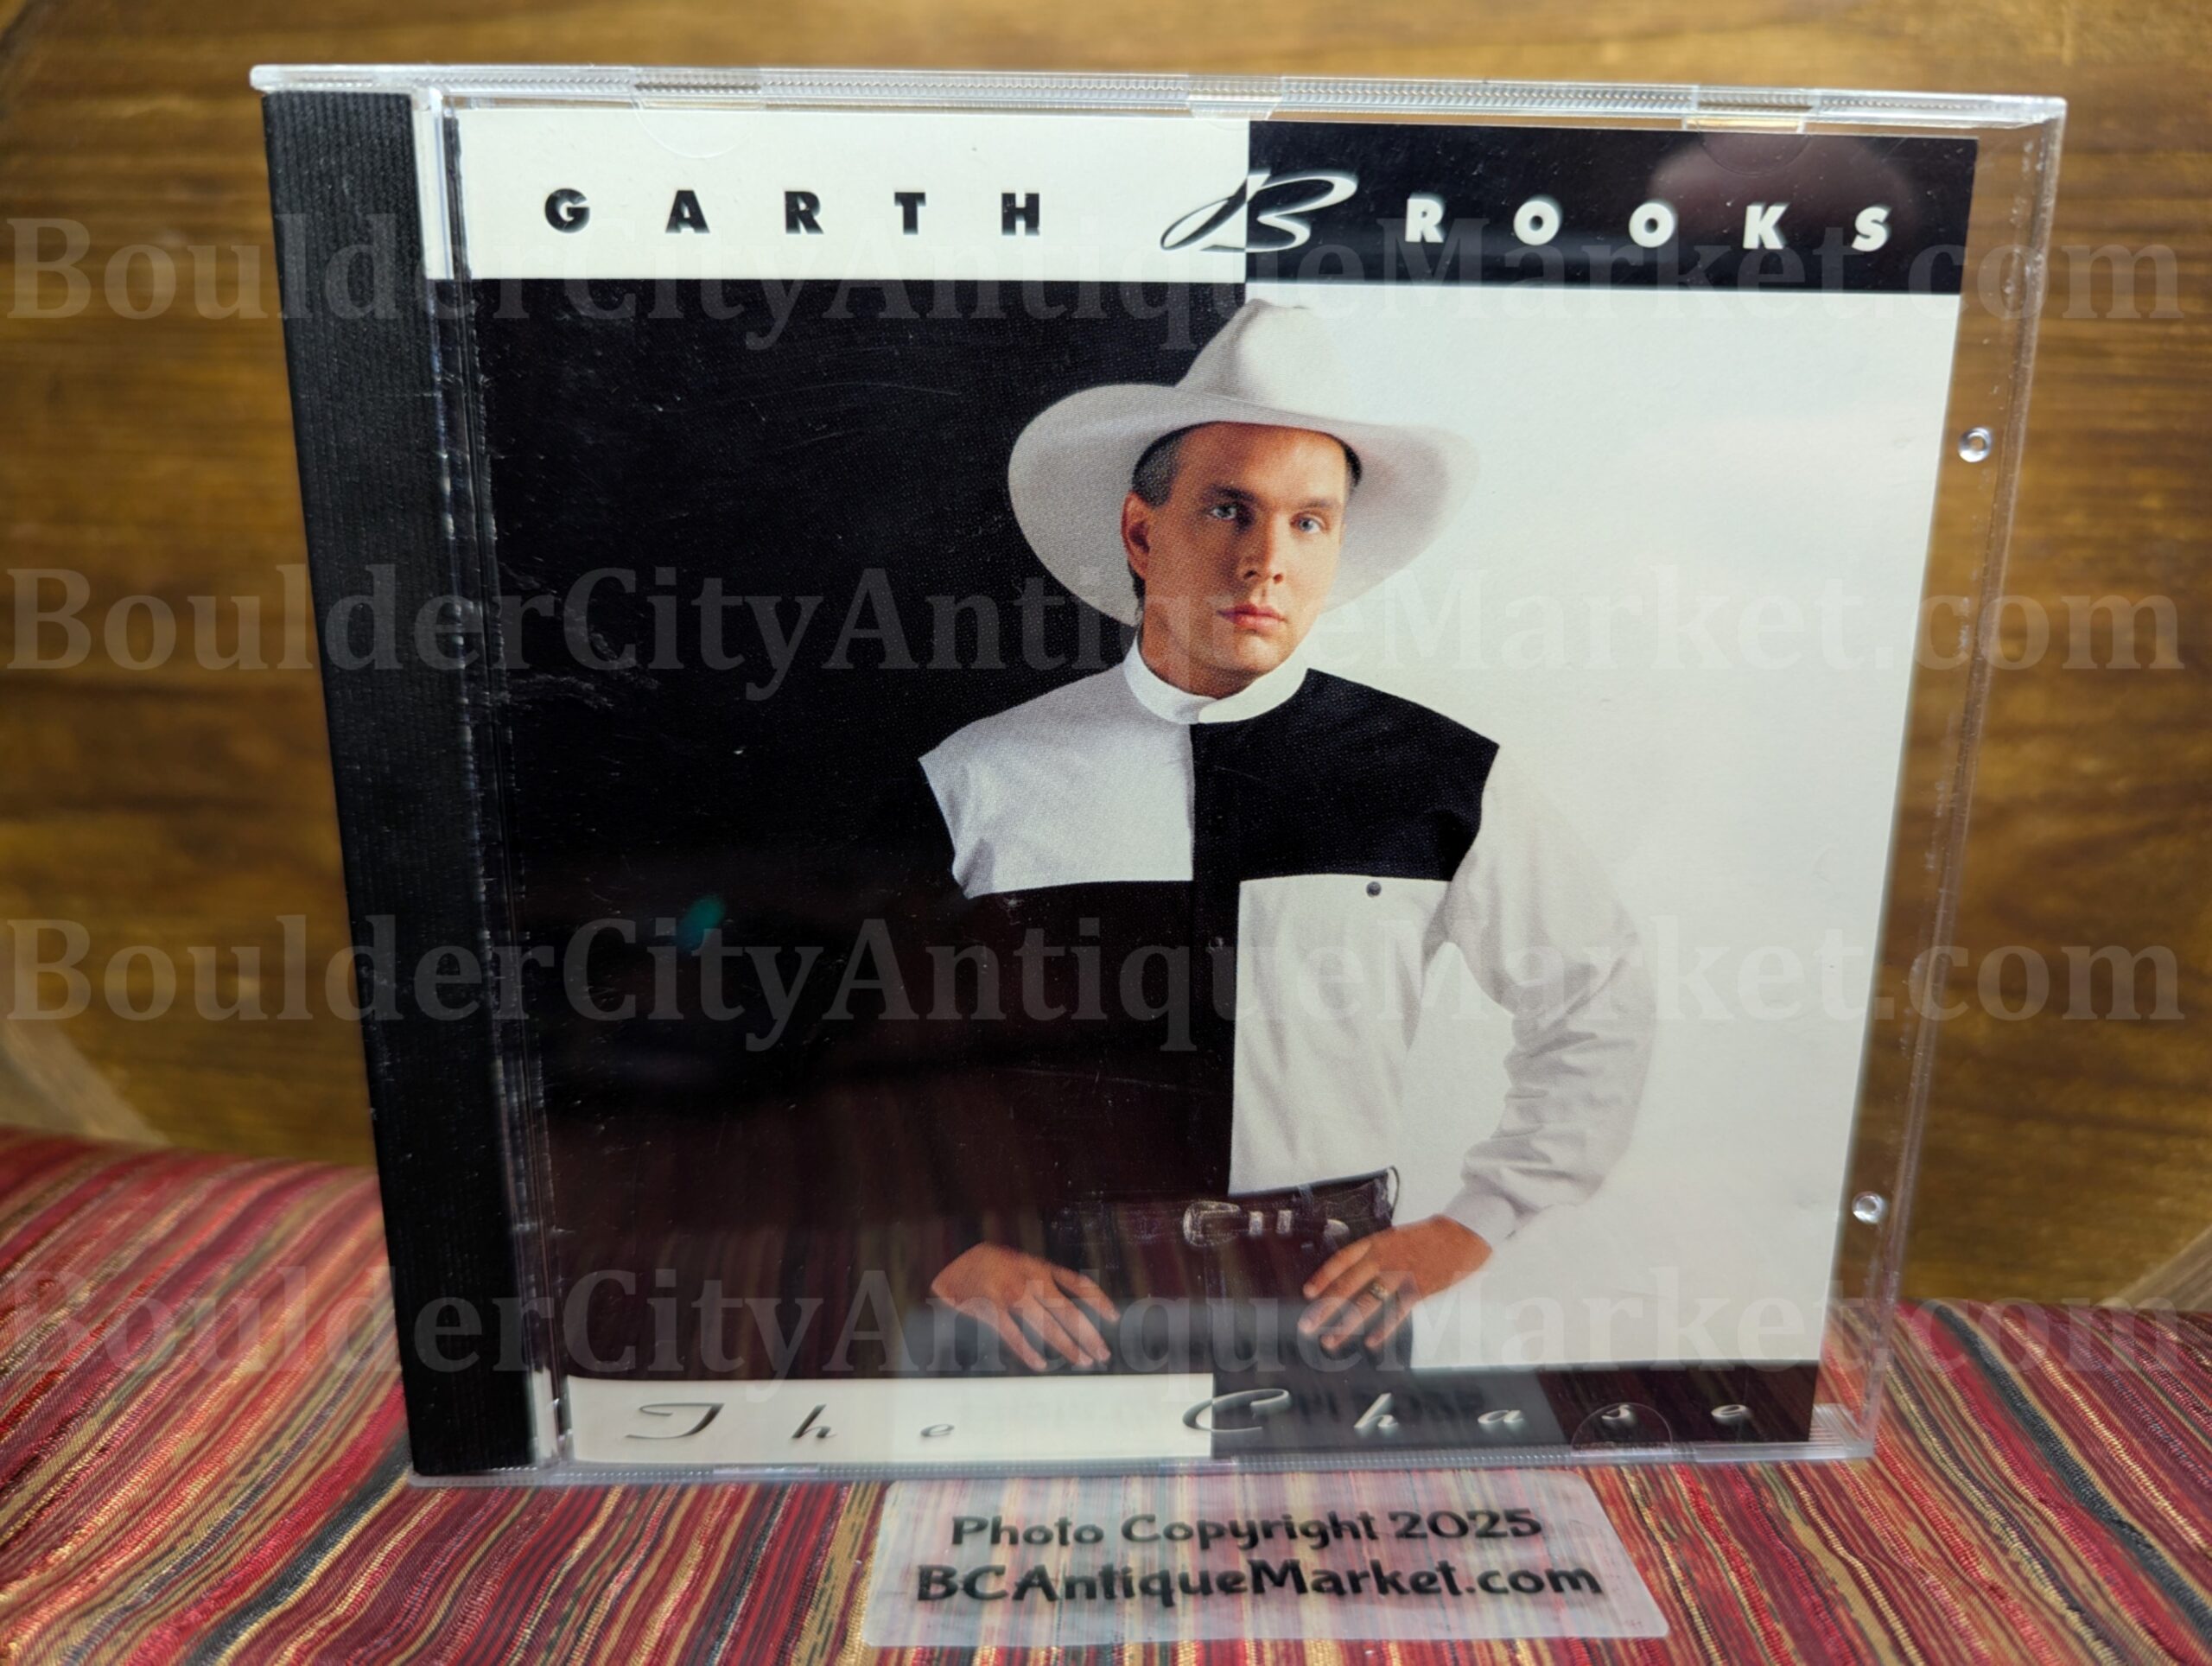 GARTH BROOKS
BoulderCityAntiqueMarket.com
BoulderCityAntiqueMarket.com
BoulderCityAntiqueMarket.com
BoulderCityAntiqueMarket.com
The Chase
Photo Copyright 2025
BCAntiqueMarket.com